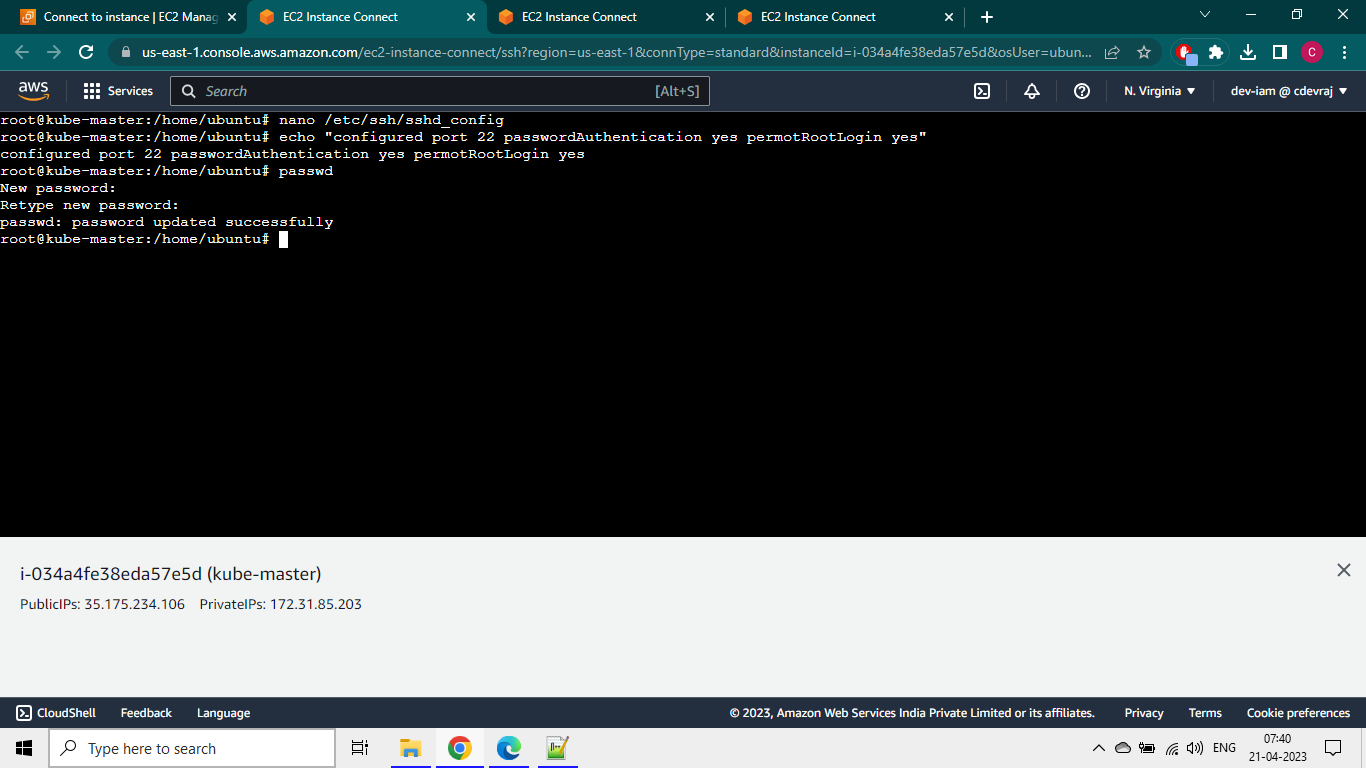 Connect to instance | EC2 Manag
EC2 Instance Connect
EC2 Instance Connect
EC2 Instance Connect
us-east-1.console.aws.amazon.com/ec2-instance-connect/ssh?region=us-east-1&connType=standard&instanceId=i-034a4fe38eda57e5d&osUser=ubun...
C
aws
Services
Search
[Alt+S]
N. Virginia
dev-iam @ cdevraj
root@kube-master:/home/ubuntu# nano /etc/ssh/sshd_config
root@kube-master:/home/ubuntu# echo "configured port 22 passwordAuthentication yes permotRootLogin yes"
configured port 22 passwordAuthentication yes permotRootLogin yes
root@kube-master:/home/ubuntu# passwd
New password:
Retype new password:
passwd: password updated successfully
root@kube-master:/home/ubuntu#
i-034a4fe38eda57e5d (kube-master)
PublicIPs: 35.175.234.106 PrivateIPs: 172.31.85.203
CloudShell
Feedback
Language
© 2023, Amazon Web Services India Private Limited or its affiliates.
Privacy
Terms
Cookie preferences
Type here to search
ENG
07:40
21-04-2023